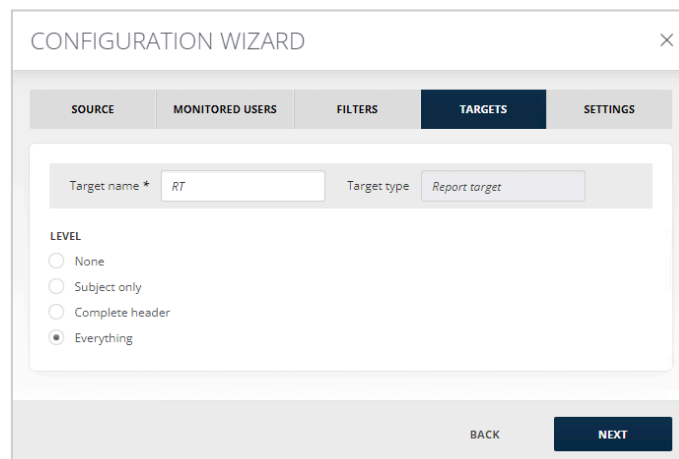 CONFIGURATION WIZARD
SOURCE MONITORED USERS FILTERS TARGETS SETTINGS
Target name * RT Target type Report target
LEVEL
None
Subject only
Complete header
Everything
BACK NEXT